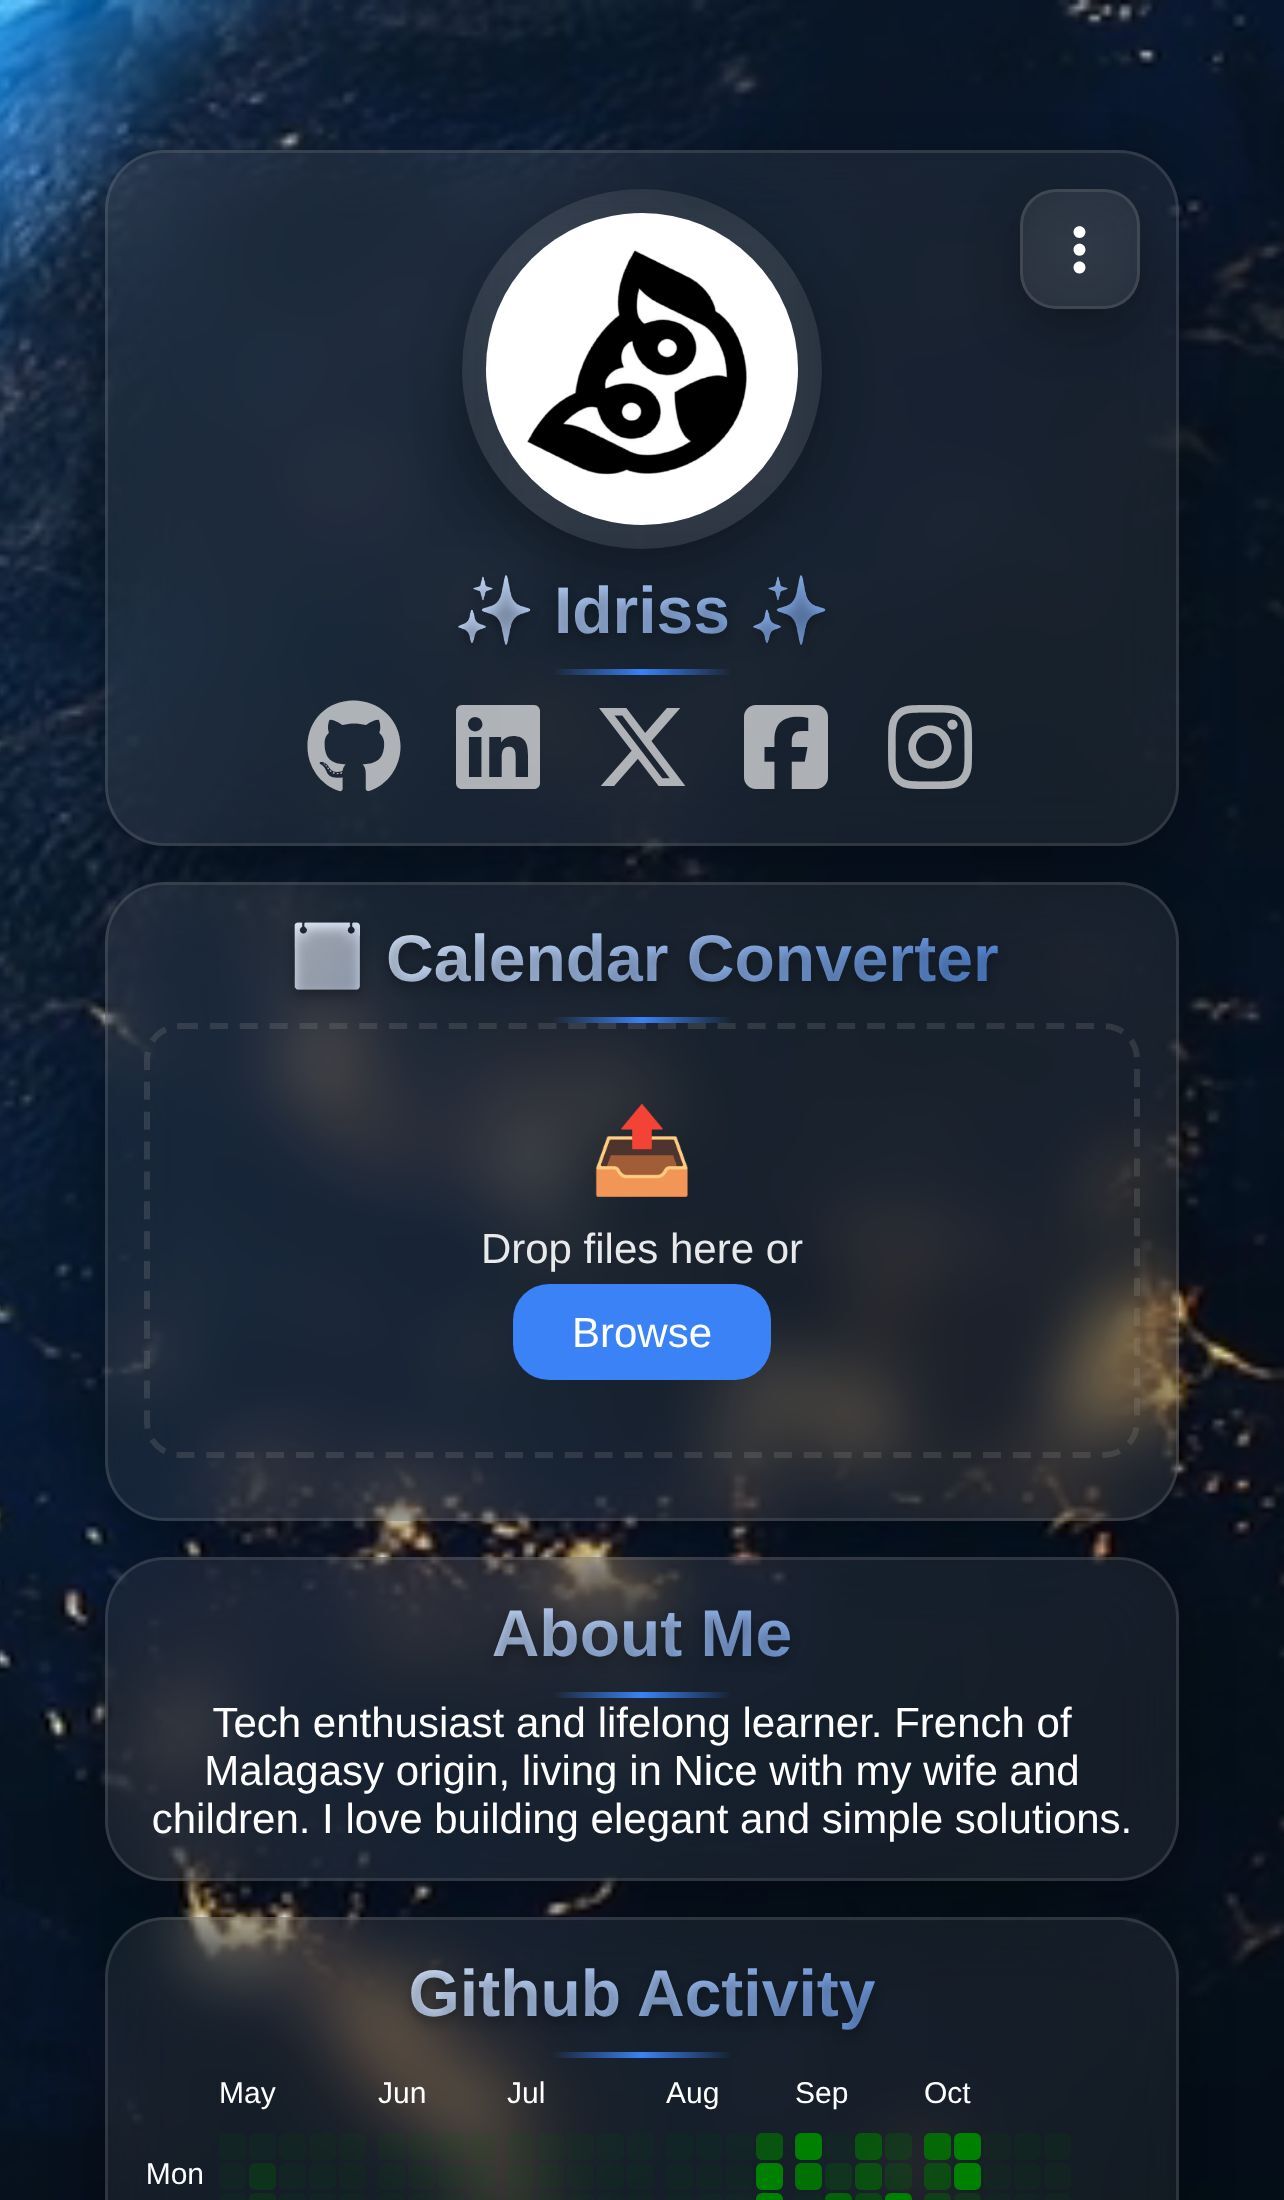 ✨ Idriss ✨
Calendar Converter
Drop files here or
Browse
About Me
Tech enthusiast and lifelong learner. French of
Malagasy origin, living in Nice with my wife and
children. I love building elegant and simple solutions.
Github Activity
May Jun Jul Aug Sep Oct
Mon